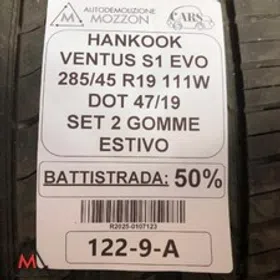 AUTODEMOLIZIONE
MOZZON
CARS
HANKOOK
VENTUS S1 EVO
285/45 R19 111W
DOT 47/19
SET 2 GOMME
ESTIVO
BATTISTRADA: 50%
R2025-0107123
122-9-A